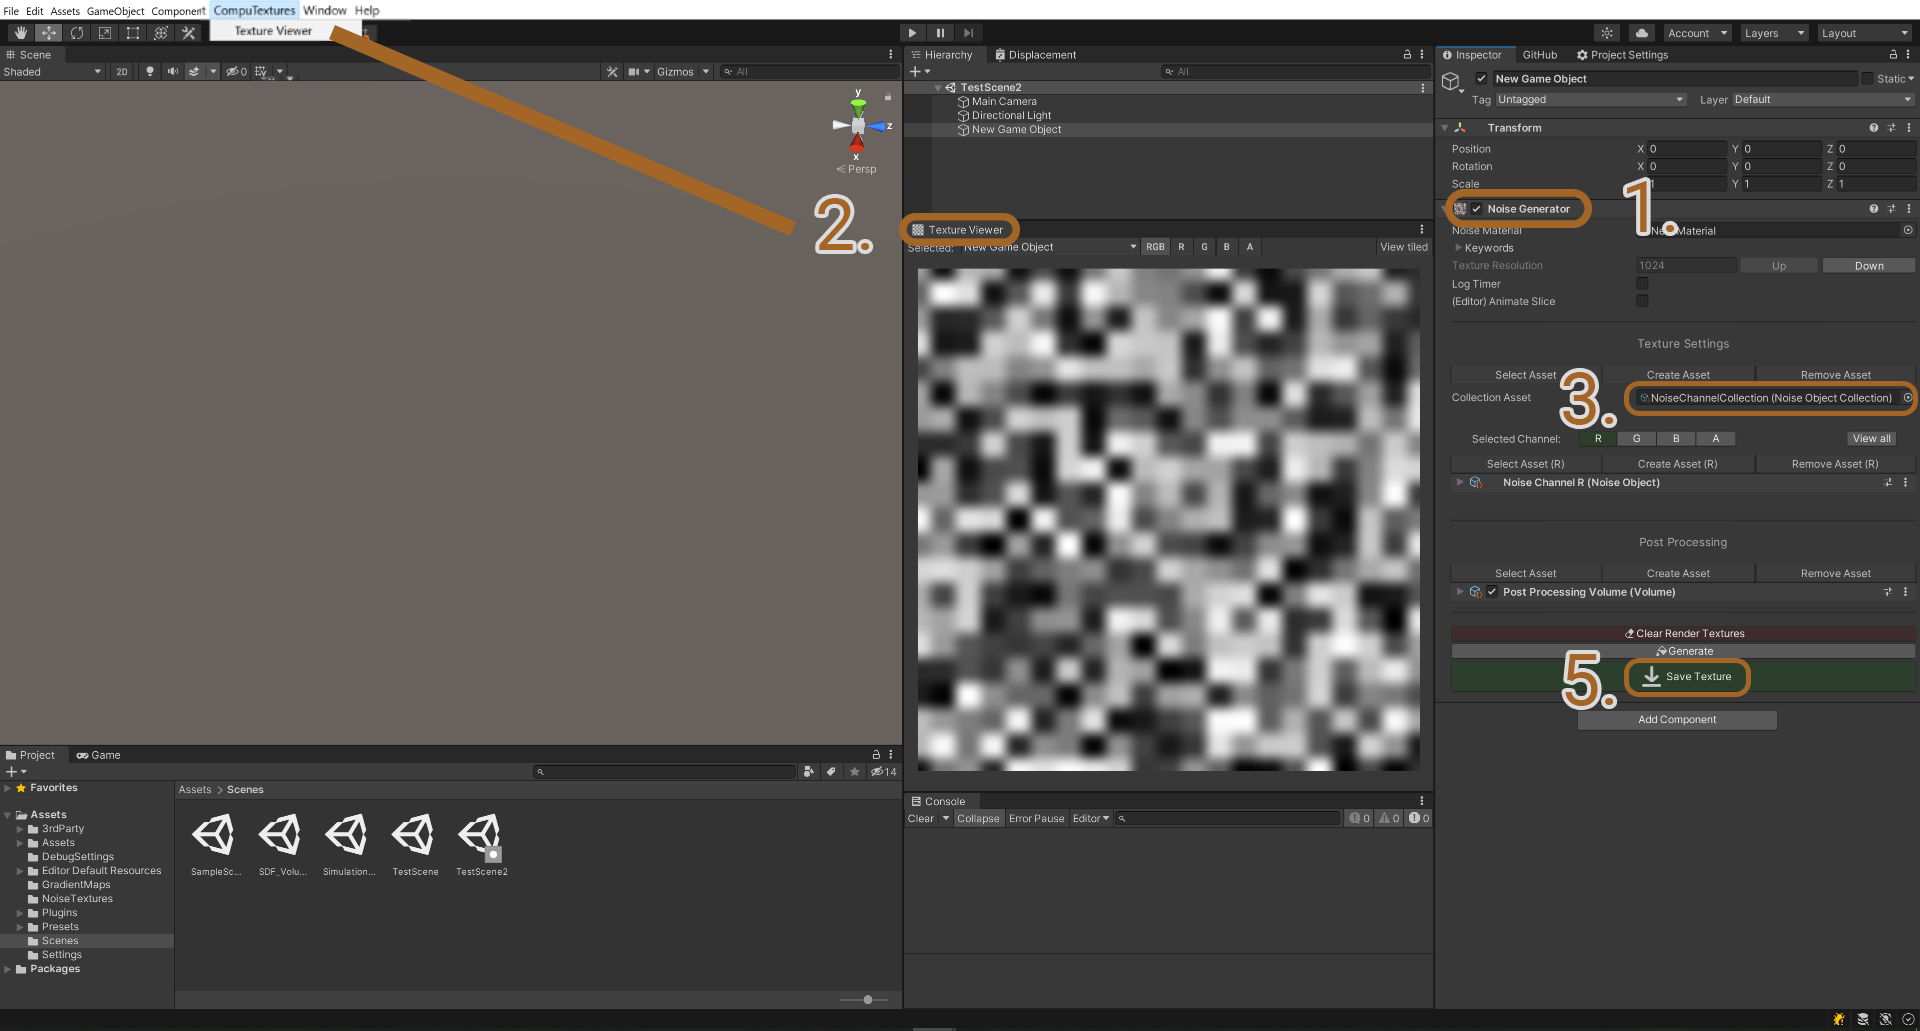 File Edit Assets GameObject Component CompuTextures Window Help
Texture Viewer
Account Layers Layout
Scene
Shaded 2D 0 Gizmos All
y
z
x
Persp
2.
Hierarchy Displacement
All
TestScene2
Main Camera
Directional Light
New Game Object
Texture Viewer
Selected: New Game Object RGB R G B A View tiled
Console
Clear Collapse Error Pause Editor 0 0 0
Project Game
14
Favorites
Assets
3rdParty
Assets
DebugSettings
Editor Default Resources
GradientMaps
NoiseTextures
Plugins
Presets
Scenes
Settings
Packages
Assets > Scenes
SampleSc... SDF_Volu... Simulation... TestScene TestScene2
Inspector GitHub Project Settings
New Game Object Static
Tag Untagged Layer Default
Transform
Position X 0 Y 0 Z 0
Rotation X 0 Y 0 Z 0
Scale 1 Y 1 Z 1
1.
Noise Generator
Noise Material Material
Keywords
Texture Resolution 1024 Up Down
Log Timer
(Editor) Animate Slice
Texture Settings
Select Asset Create Asset Remove Asset
3.
Collection Asset NoiseChannelCollection (Noise Object Collection)
Selected Channel: R G B A View all
Select Asset (R) Create Asset (R) Remove Asset (R)
Noise Channel R (Noise Object)
Post Processing
Select Asset Create Asset Remove Asset
Post Processing Volume (Volume)
Clear Render Textures
Generate
5.
Save Texture
Add Component